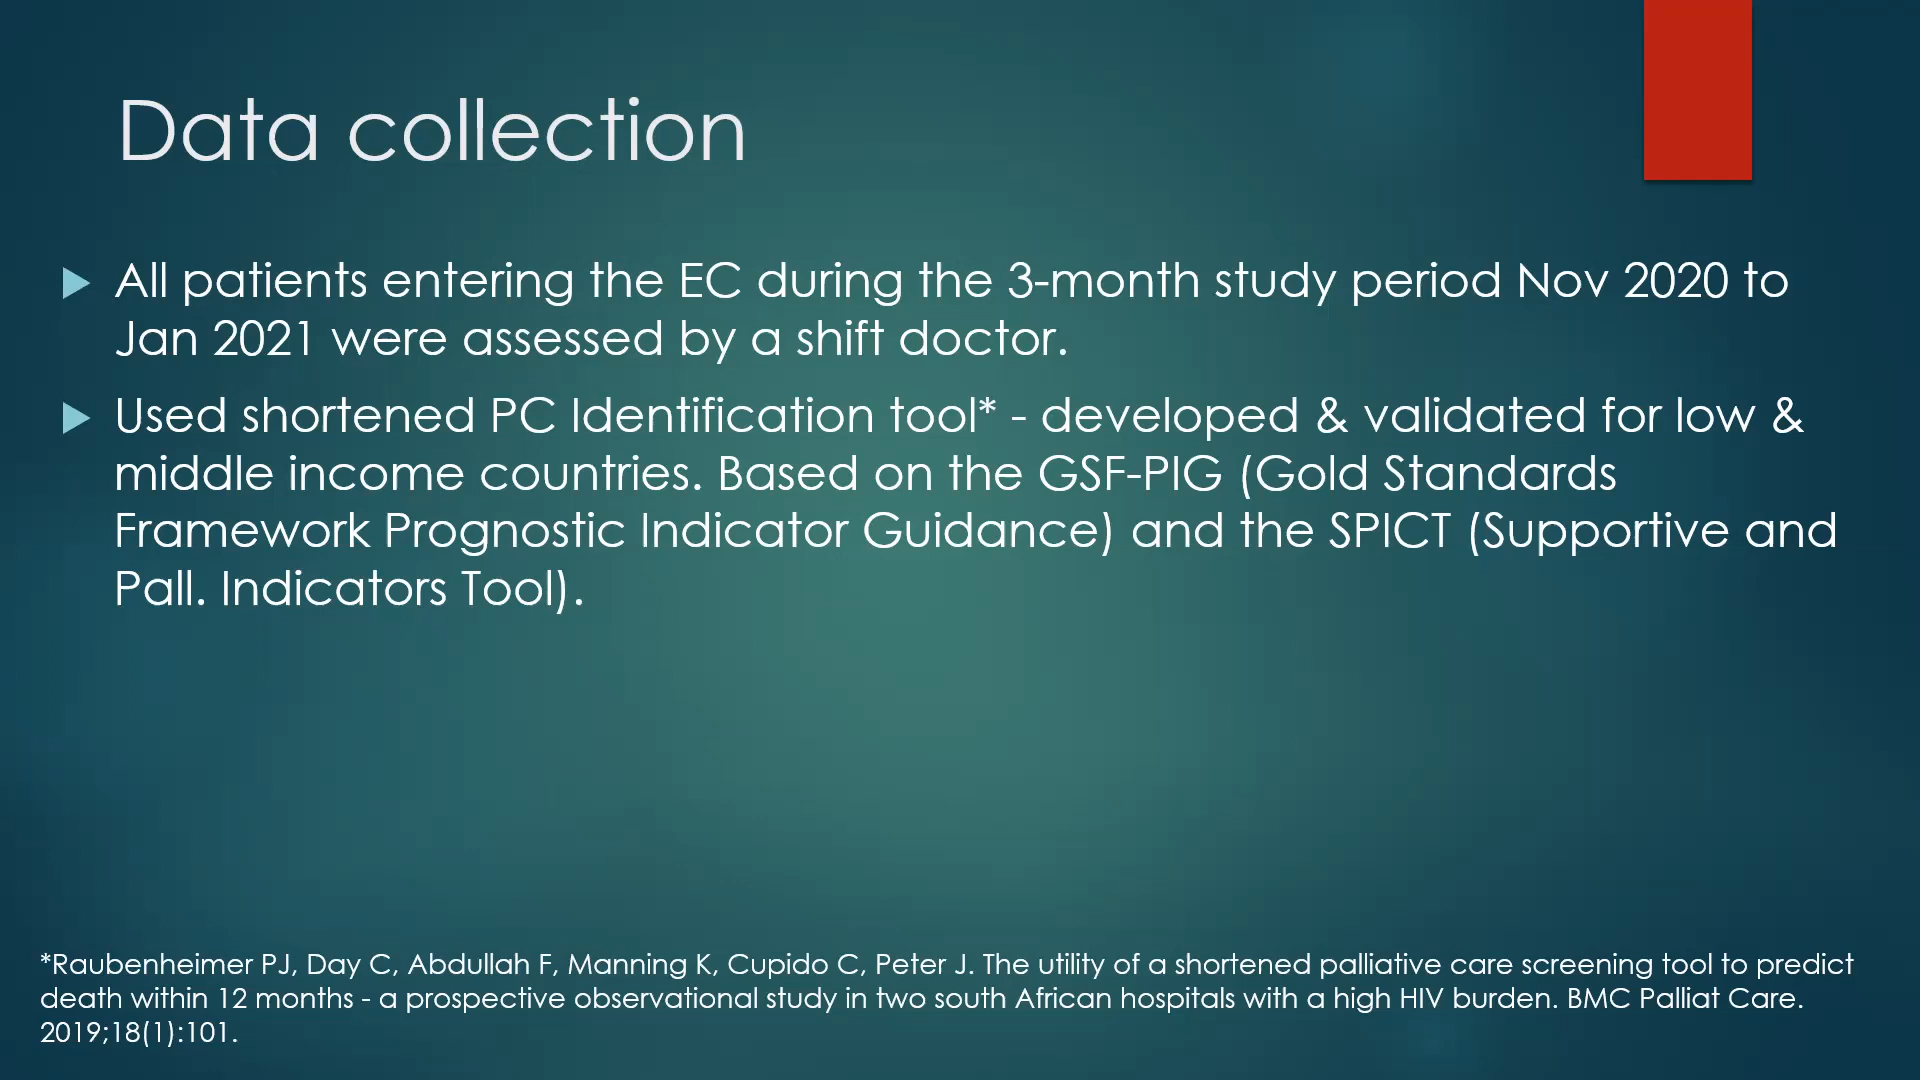 Data collection
All patients entering the EC during the 3-month study period Nov 2020 to
Jan 2021 were assessed by a shift doctor.
Used shortened PC Identification tool* - developed & validated for low &
middle income countries. Based on the GSF-PIG (Gold Standards
Framework Prognostic Indicator Guidance) and the SPICT (Supportive and
Pall. Indicators Tool).
*Raubenheimer PJ, Day C, Abdullah F, Manning K, Cupido C, Peter J. The utility of a shortened palliative care screening tool to predict
death within 12 months - a prospective observational study in two south African hospitals with a high HIV burden. BMC Palliat Care.
2019;18(1):101.